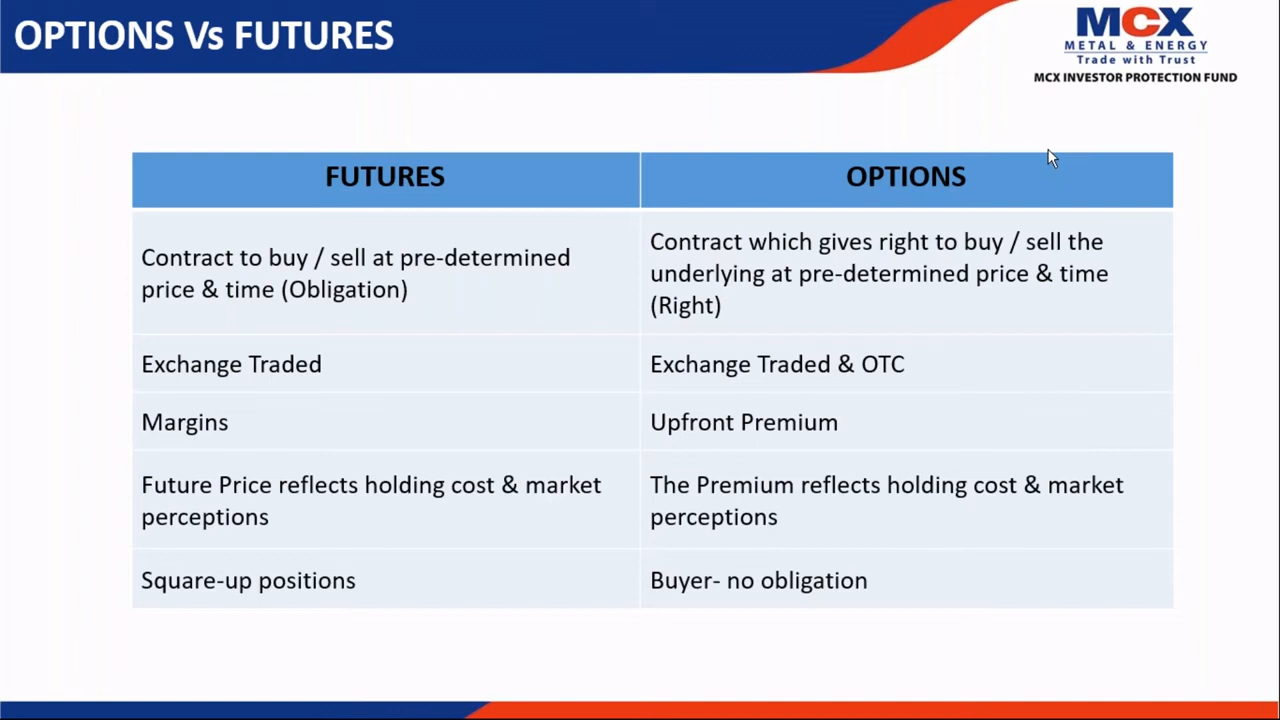 OPTIONS Vs FUTURES
MCX
METAL & ENERGY
Trade with Trust
MCX INVESTOR PROTECTION FUND
FUTURES
OPTIONS
Contract to buy / sell at pre-determined
price & time (Obligation)
Contract which gives right to buy / sell the
underlying at pre-determined price & time
(Right)
Exchange Traded
Exchange Traded & OTC
Margins
Upfront Premium
Future Price reflects holding cost & market
perceptions
The Premium reflects holding cost & market
perceptions
Square-up positions
Buyer- no obligation